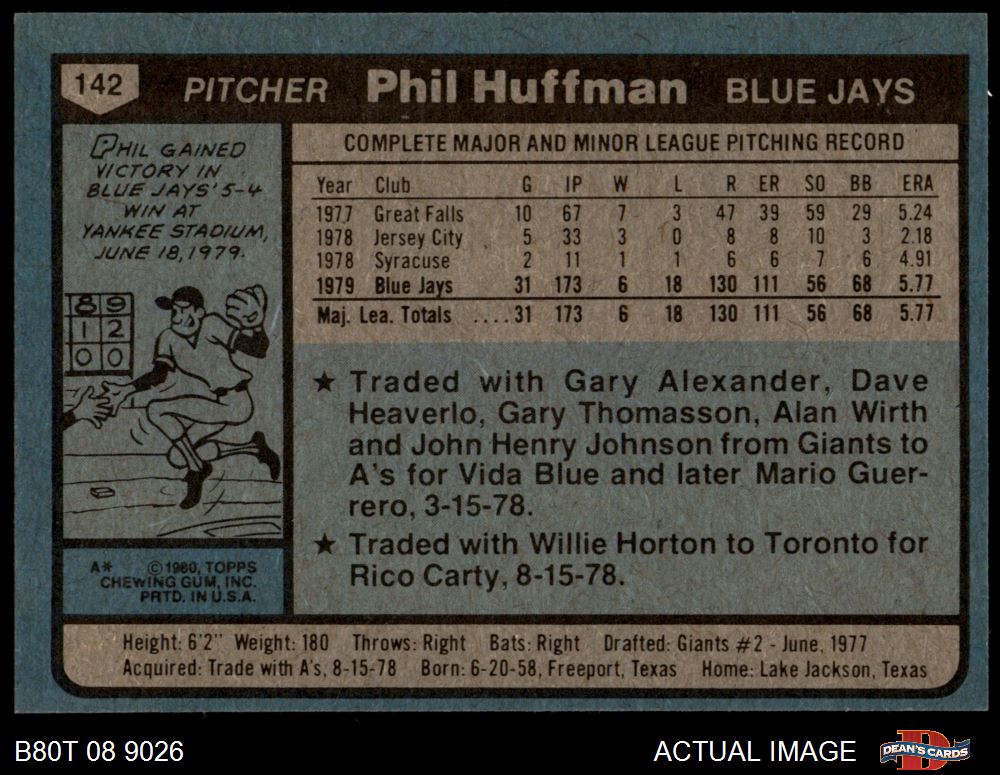 142 PITCHER Phil Huffman BLUE JAYS
PHIL GAINED
VICTORY IN
BLUE JAYS' 5-4
WIN AT
YANKEE STADIUM,
JUNE 18, 1979.
8 9
1 2
0 0
A* © 1980, TOPPS
CHEWING GUM, INC.
PRTD. IN U.S.A.
COMPLETE MAJOR AND MINOR LEAGUE PITCHING RECORD
Year Club G IP W L R ER SO BB ERA
1977 Great Falls 10 67 7 3 47 39 59 29 5.24
1978 Jersey City 5 33 3 0 8 8 10 3 2.18
1978 Syracuse 2 11 1 1 6 6 7 6 4.91
1979 Blue Jays 31 173 6 18 130 111 56 68 5.77
Maj. Lea. Totals ....31 173 6 18 130 111 56 68 5.77
★ Traded with Gary Alexander, Dave
Heaverlo, Gary Thomasson, Alan Wirth
and John Henry Johnson from Giants to
A's for Vida Blue and later Mario Guer-
rero, 3-15-78.
★ Traded with Willie Horton to Toronto for
Rico Carty, 8-15-78.
Height: 6'2" Weight: 180 Throws: Right Bats: Right Drafted: Giants #2 - June, 1977
Acquired: Trade with A's, 8-15-78 Born: 6-20-58, Freeport, Texas Home: Lake Jackson, Texas
B80T 08 9026 ACTUAL IMAGE D DEAN'S CARDS